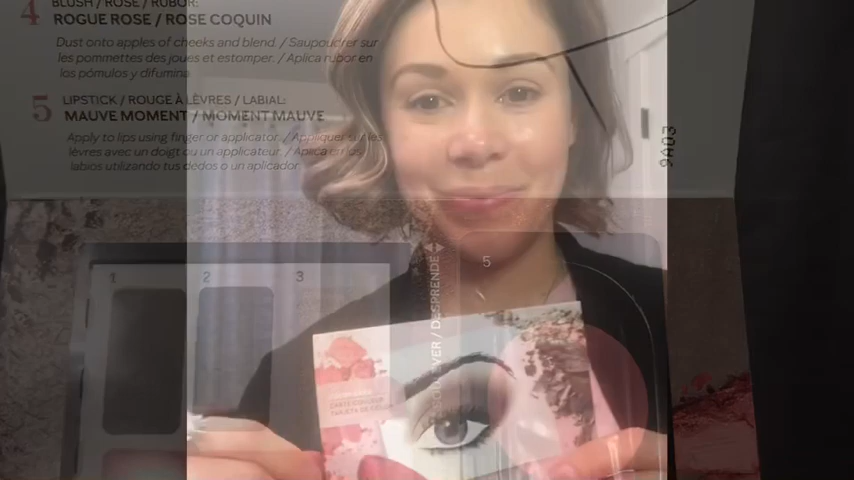 4 BLUSH / ROSE / RUBOR:
ROGUE ROSE / ROSE COQUIN
Dust onto apples of cheeks and blend. / Saupoudrer sur
les pommettes des joues et estomper. / Aplica rubor en
los pómulos y difumina
5 LIPSTICK / ROUGE À LÈVRES / LABIAL:
MAUVE MOMENT / MOMENT MAUVE
Apply to lips using finger or applicator. / Appliquer sur les
lèvres avec un doigt ou un applicateur. / Aplica en los
labios utilizando tus dedos o un aplicador.
9A03
1
2
3
5
/ DESPRENDE